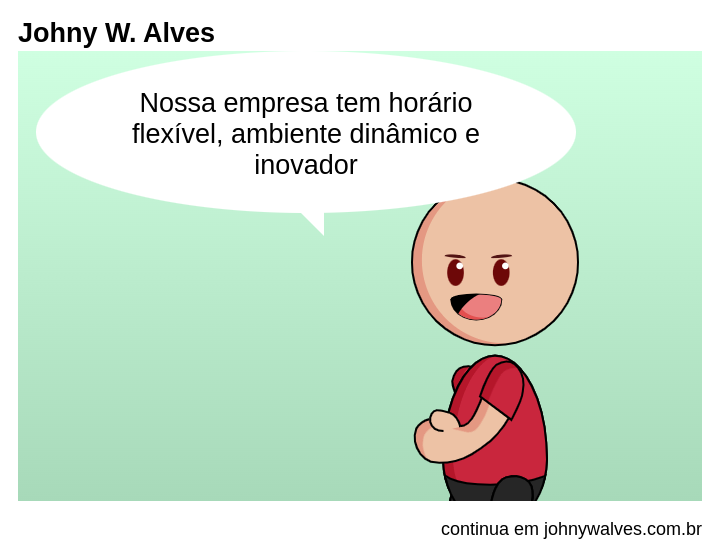 Johny W. Alves
Nossa empresa tem horário
flexível, ambiente dinâmico e
inovador
continua em johnywalves.com.br